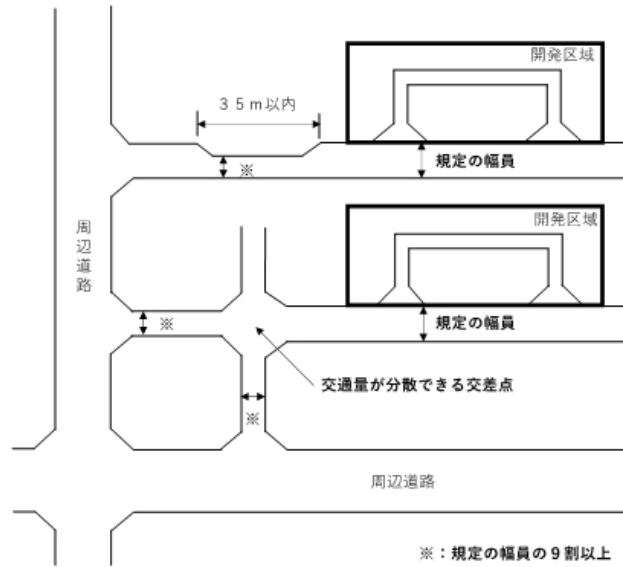 開発区域
35m以内
※
規定の幅員
開発区域
周辺道路
※
規定の幅員
交通量が分散できる交差点
※
周辺道路
※：規定の幅員の9割以上